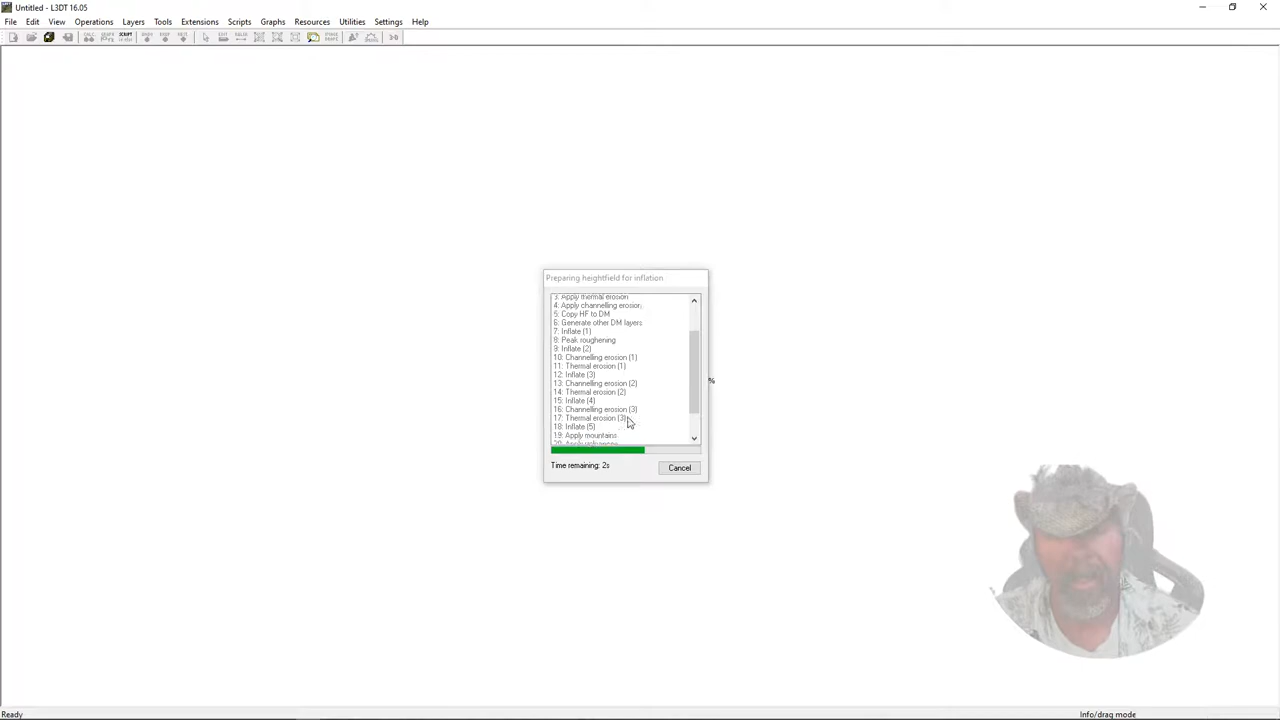 Untitled - L3DT 16.05
File Edit View Operations Layers Tools Extensions Scripts Graphs Resources Utilities Settings Help
Preparing heightfield for inflation
3: Apply thermal erosion
4: Apply channelling erosion
5: Copy HF to DM
6: Generate other DM layers
7: Inflate (1)
8: Peak roughening
9: Inflate (2)
10: Channelling erosion (1)
11: Thermal erosion (1)
12: Inflate (3)
13: Channelling erosion (2)
14: Thermal erosion (2)
15: Inflate (4)
16: Channelling erosion (3)
17: Thermal erosion (3)
18: Inflate (5)
19: Apply mountains
%
Time remaining: 2s
Cancel
Ready
Info/drag mode